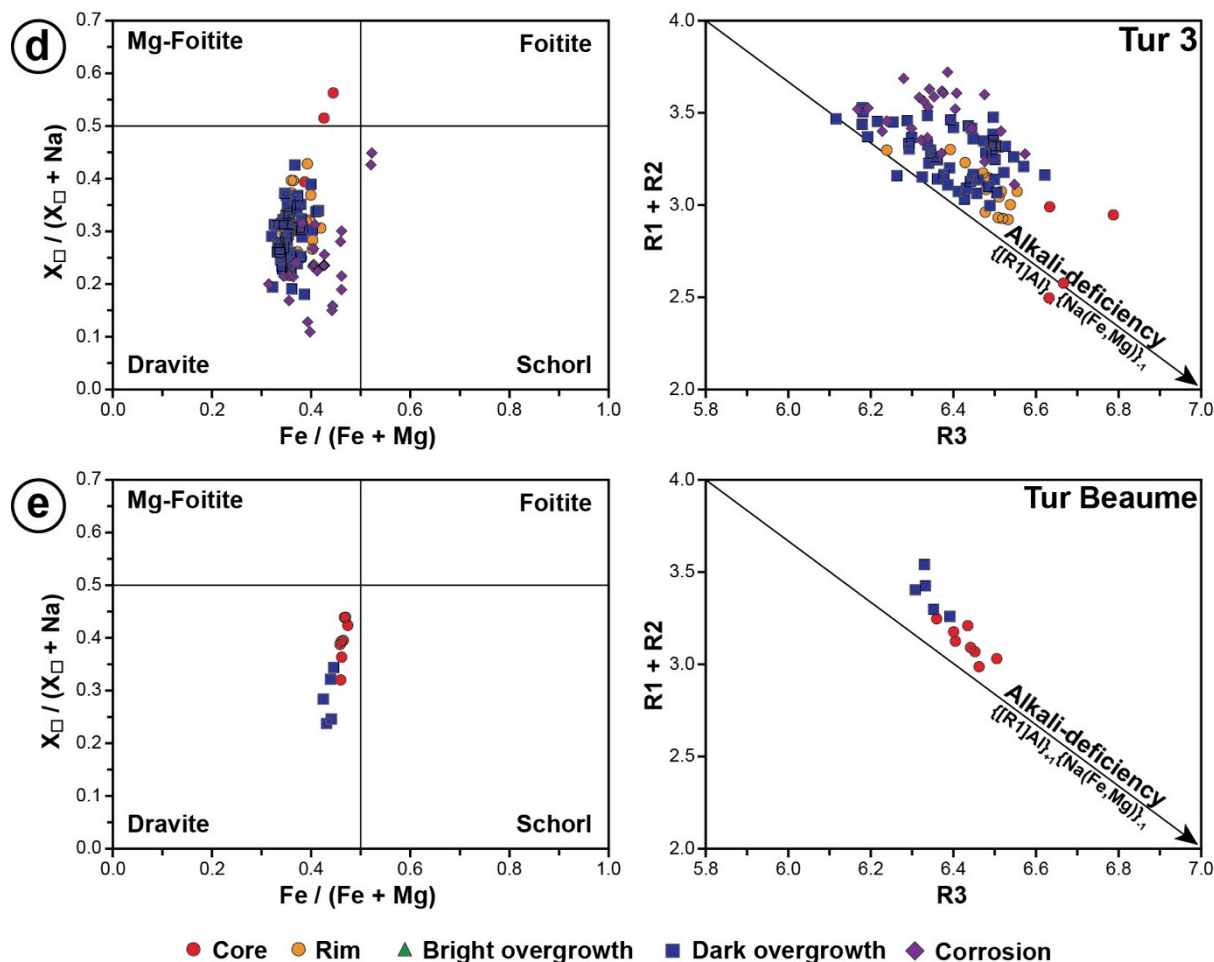 d
Mg-Foitite
Foitite
Dravite
Schorl
0.7
0.6
0.5
0.4
0.3
0.2
0.1
0.0
X□ / (X□ + Na)
0.0
0.2
0.4
0.6
0.8
1.0
Fe / (Fe + Mg)
Tur 3
4.0
3.5
3.0
2.5
2.0
R1 + R2
Alkali-deficiency
{[R1]Al}+1{Na(Fe,Mg)}-1
5.8
6.0
6.2
6.4
6.6
6.8
7.0
R3
e
Mg-Foitite
Foitite
Dravite
Schorl
0.7
0.6
0.5
0.4
0.3
0.2
0.1
0.0
X□ / (X□ + Na)
0.0
0.2
0.4
0.6
0.8
1.0
Fe / (Fe + Mg)
Tur Beaume
4.0
3.5
3.0
2.5
2.0
R1 + R2
Alkali-deficiency
{[R1]Al}+1{Na(Fe,Mg)}-1
5.8
6.0
6.2
6.4
6.6
6.8
7.0
R3
Core
Rim
Bright overgrowth
Dark overgrowth
Corrosion